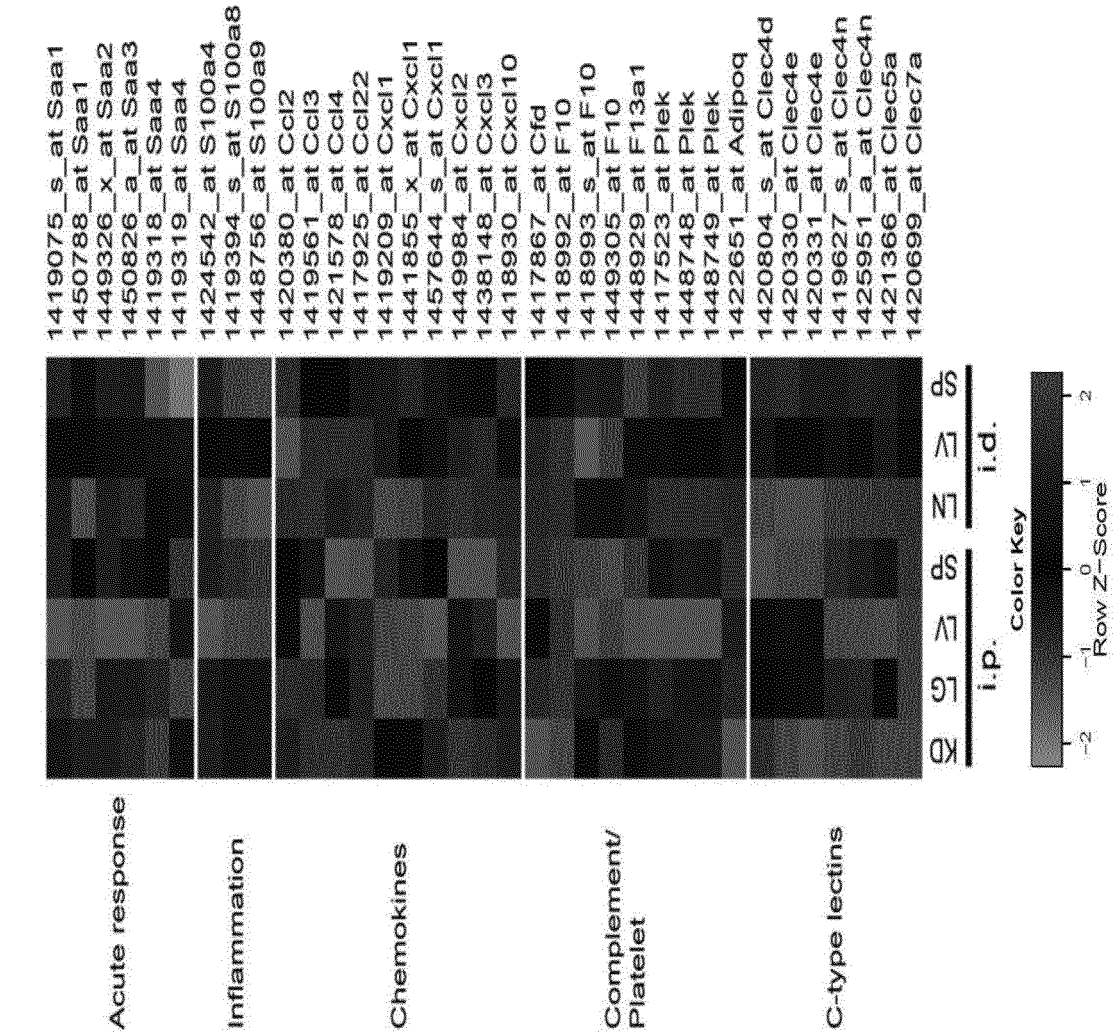 Acute response
Inflammation
Chemokines
Complement/
Platelet
C-type lectins
1419075_s_at Saa1
1450788_at Saa1
1449326_x_at Saa2
1450826_a_at Saa3
1419318_at Saa4
1419319_at Saa4
1424542_at S100a4
1419394_s_at S100a8
1448756_at S100a9
1420380_at Ccl2
1419561_at Ccl3
1421578_at Ccl4
1417925_at Ccl22
1419209_at Cxcl1
1441855_x_at Cxcl1
1457644_s_at Cxcl1
1449984_at Cxcl2
1438148_at Cxcl3
1418930_at Cxcl10
1417867_at Cfd
1418992_at F10
1418993_s_at F10
1449305_at F10
1448929_at F13a1
1417523_at Plek
1448748_at Plek
1448749_at Plek
1422651_at Adipoq
1420804_s_at Clec4d
1420330_at Clec4e
1420331_at Clec4e
1419627_s_at Clec4n
1425951_a_at Clec4n
1421366_at Clec5a
1420699_at Clec7a
KD LG LV SP LN LV SP
i.p. i.d.
Color Key
-2 -1 0 1 2
Row Z-Score